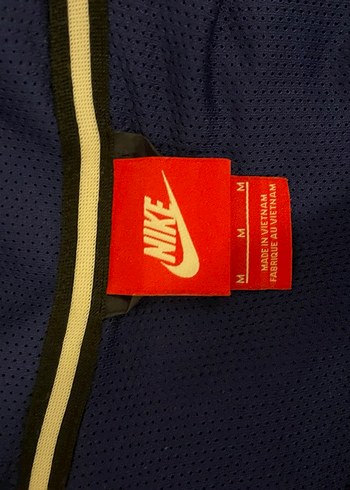 NIKE
M M M
MADE IN VIETNAM
FABRIQUE AU VIETNAM